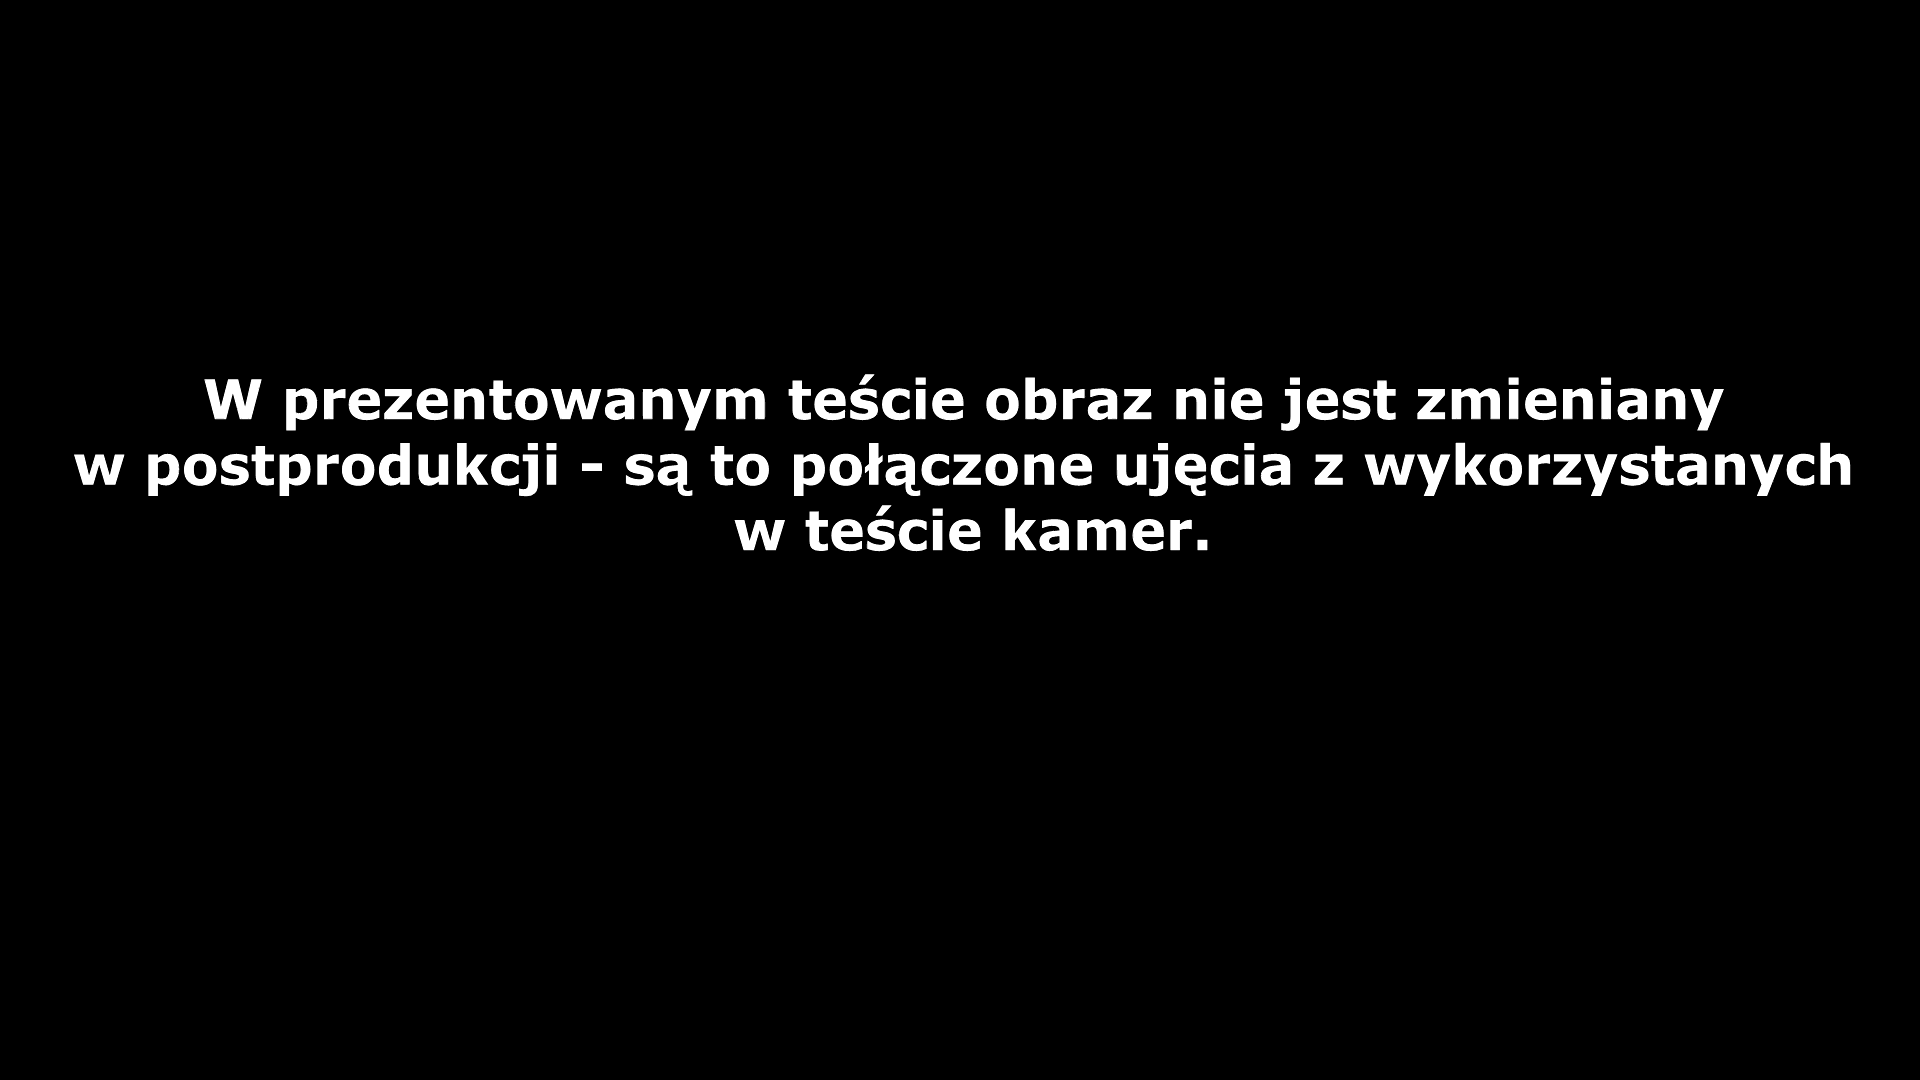 W prezentowanym teście obraz nie jest zmieniany
w postprodukcji - są to połączone ujęcia z wykorzystanych
w teście kamer.